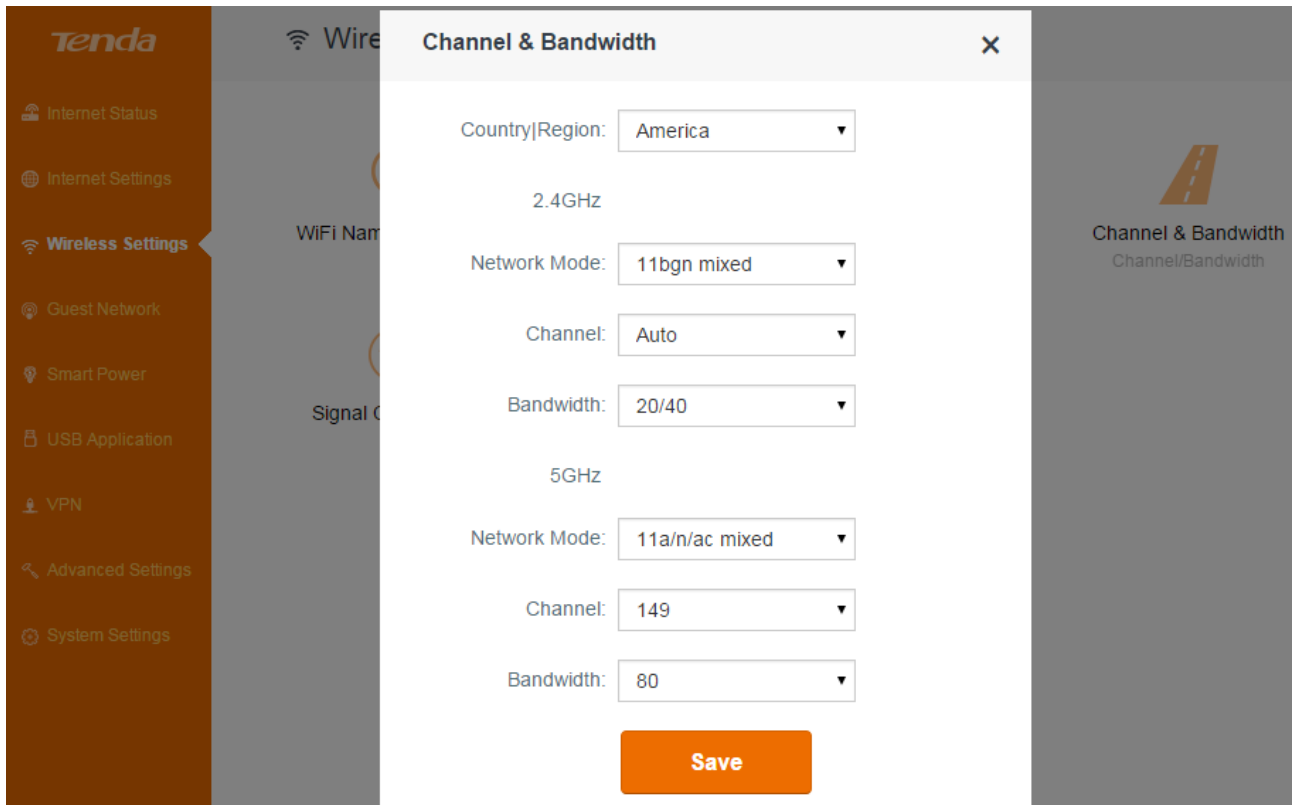 Tenda
Internet Status
Internet Settings
Wireless Settings
Guest Network
Smart Power
USB Application
VPN
Advanced Settings
System Settings
Wire
WiFi Nam
Signal
Channel & Bandwidth
Channel/Bandwidth
Channel & Bandwidth
×
Country|Region: America
2.4GHz
Network Mode: 11bgn mixed
Channel: Auto
Bandwidth: 20/40
5GHz
Network Mode: 11a/n/ac mixed
Channel: 149
Bandwidth: 80
Save